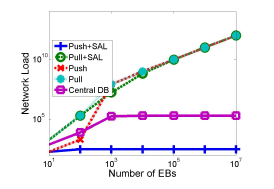 10^10
10^5
Network Load
Push+SAL
Pull+SAL
Push
Pull
Central DB
10^1 10^3 10^5 10^7
Number of EBs